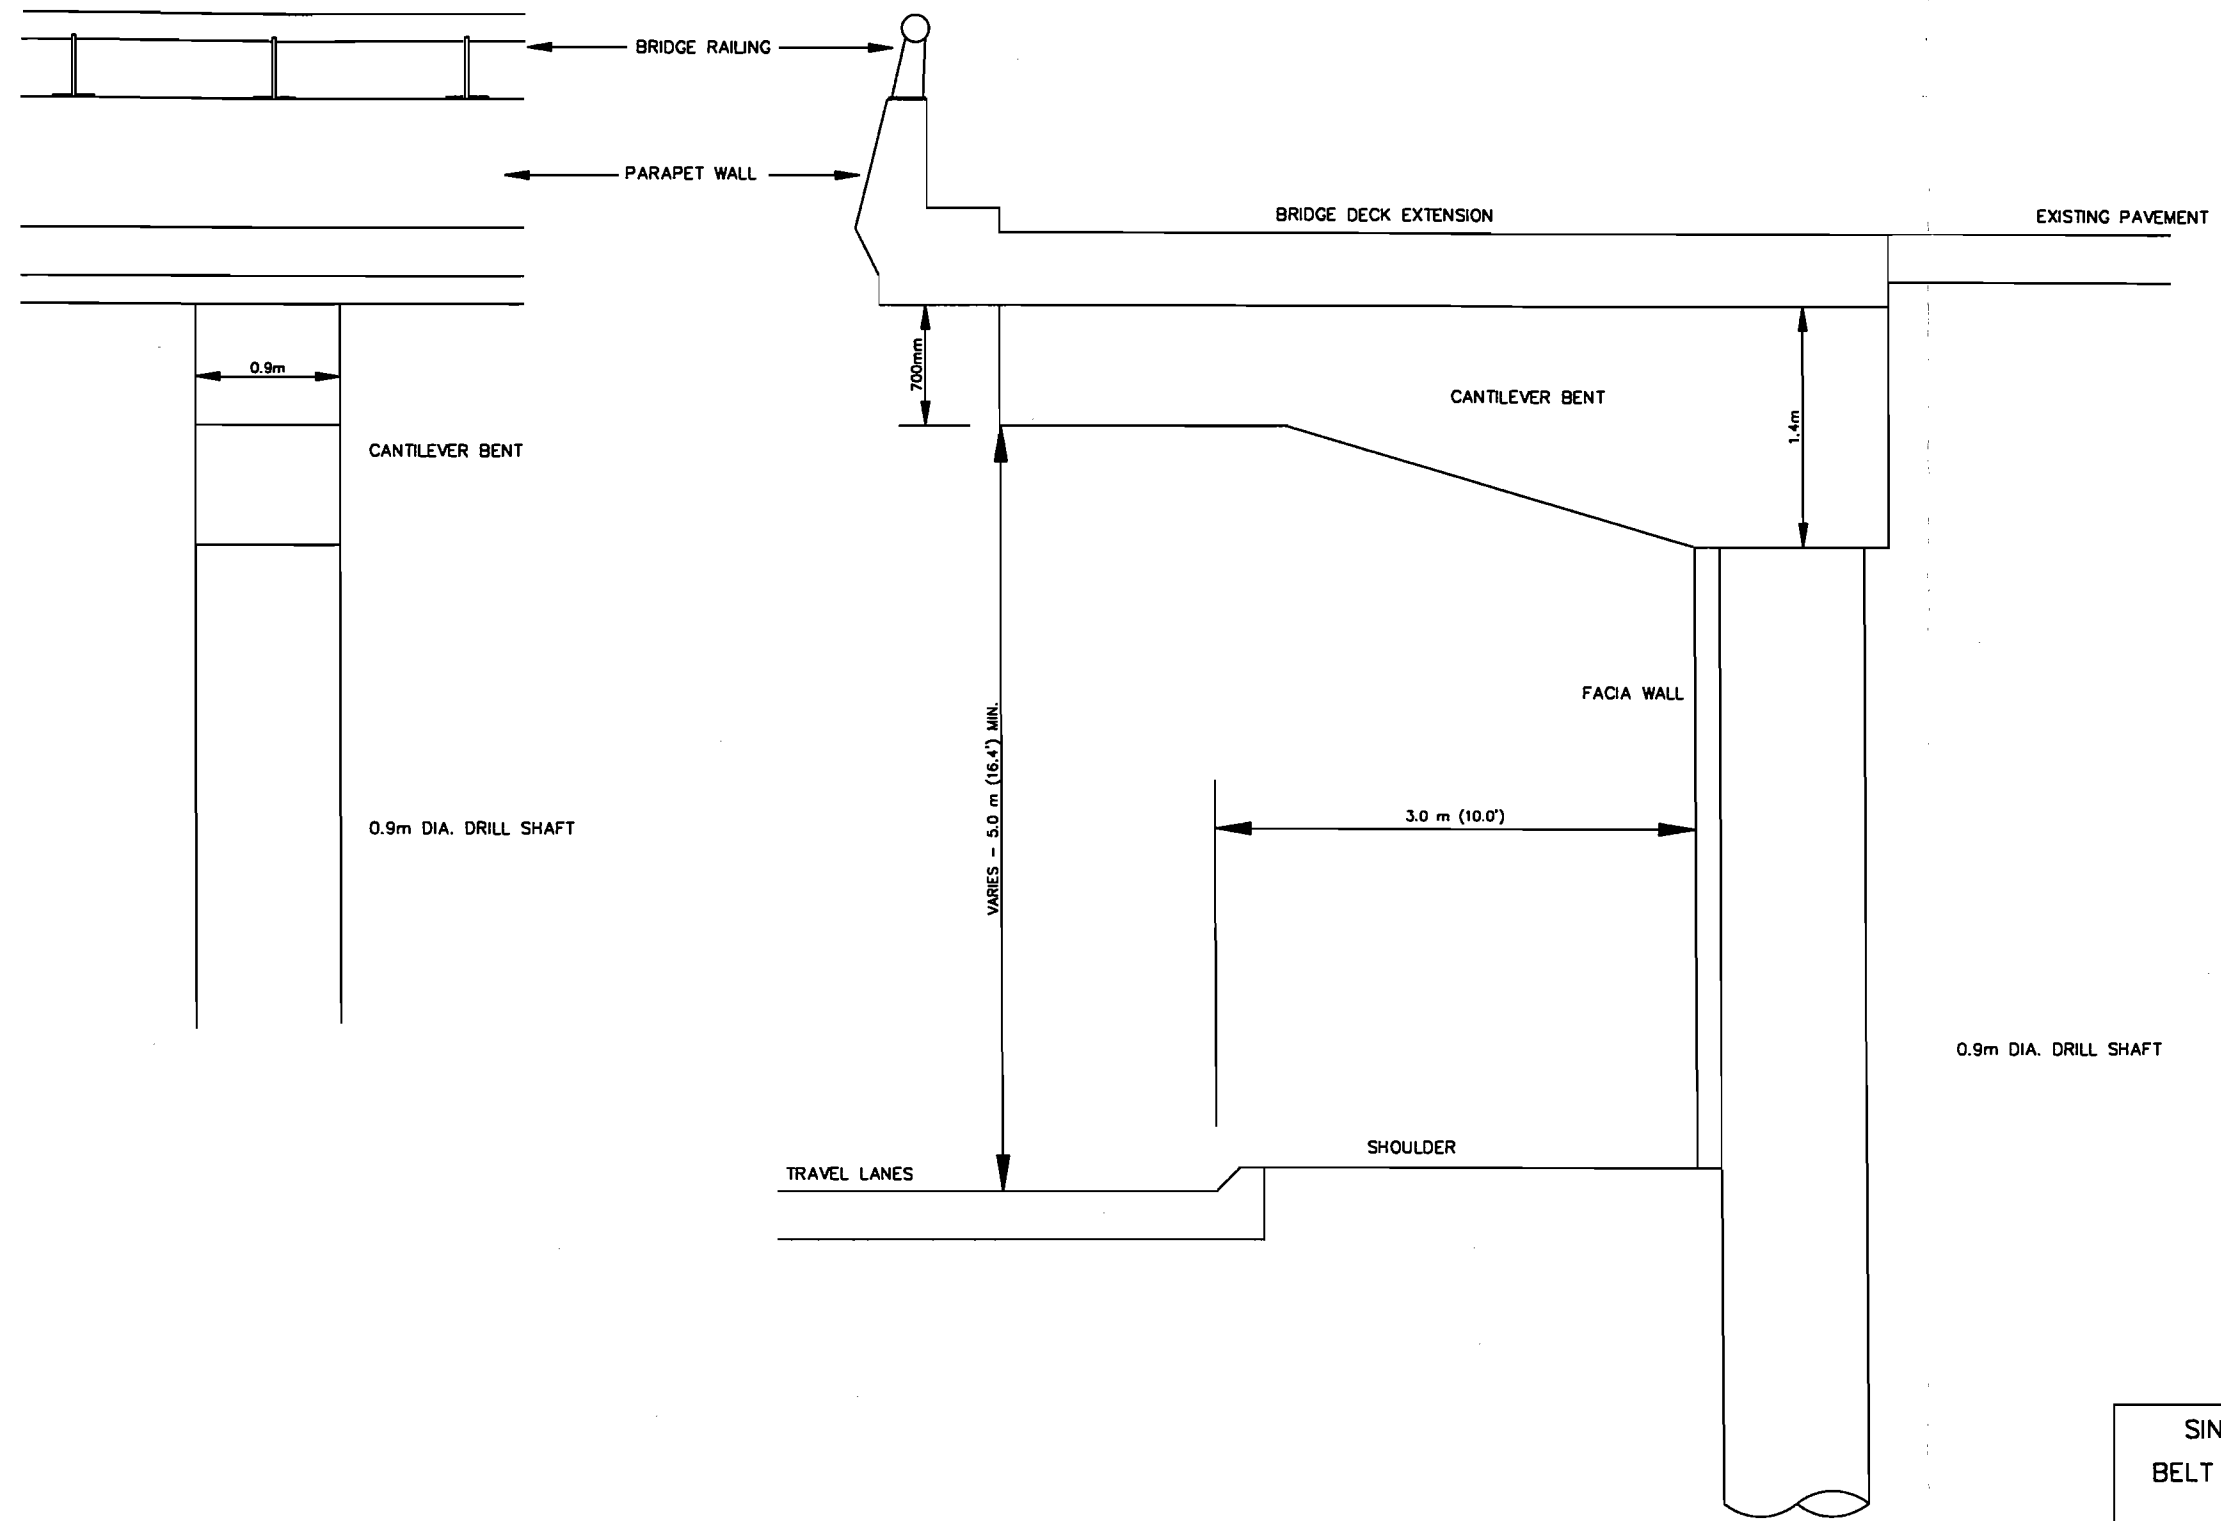 BRIDGE RAILING
PARAPET WALL
BRIDGE DECK EXTENSION
EXISTING PAVEMENT
0.9m
700mm
CANTILEVER BENT
1.4m
CANTILEVER BENT
FACIA WALL
VARIES - 5.0 m (16.4') MIN.
3.0 m (10.0')
0.9m DIA. DRILL SHAFT
0.9m DIA. DRILL SHAFT
SHOULDER
TRAVEL LANES
SIN
BELT